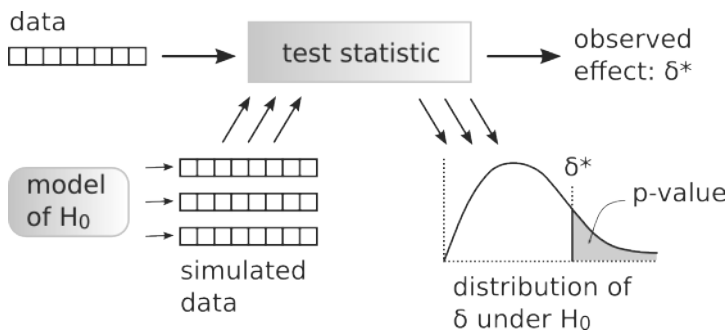 data
test statistic
observed
effect: δ*
model
of H₀
simulated
data
δ*
p-value
distribution of
δ under H₀